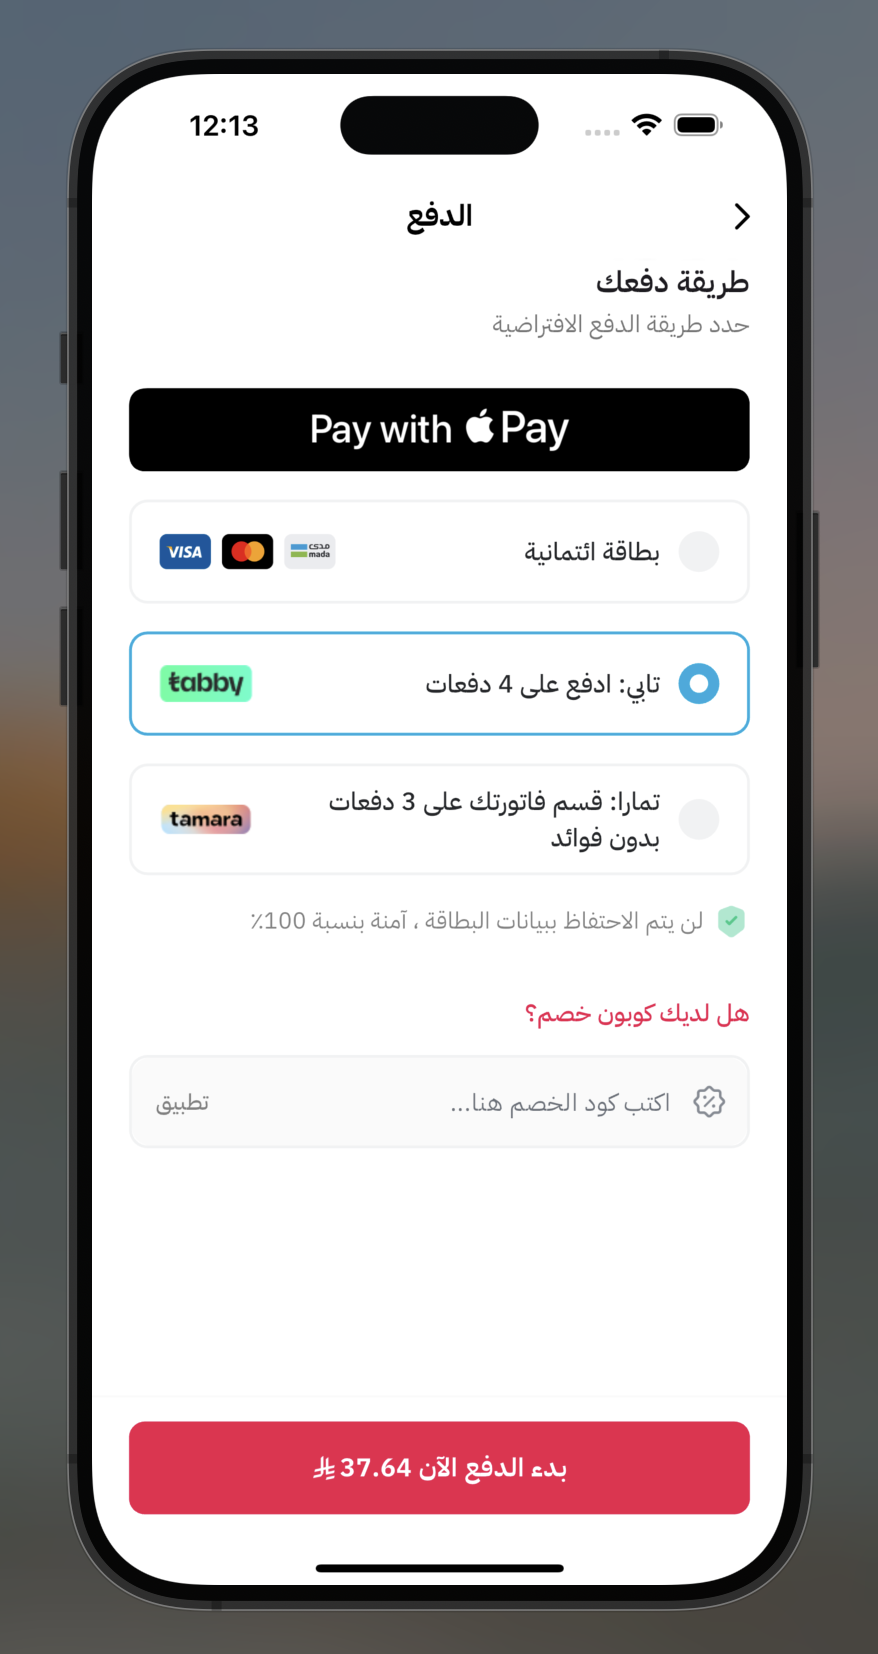 12:13
الدفع
طريقة دفعك
حدد طريقة الدفع الافتراضية
Pay with Pay
بطاقة ائتمانية
مدى
mada
VISA
تابي: ادفع على 4 دفعات
tabby
تمارا: قسم فاتورتك على 3 دفعات
بدون فوائد
tamara
لن يتم الاحتفاظ ببيانات البطاقة ، آمنة بنسبة 100٪
هل لديك كوبون خصم؟
اكتب كود الخصم هنا...
تطبيق
بدء الدفع الآن 37.64 ⃁